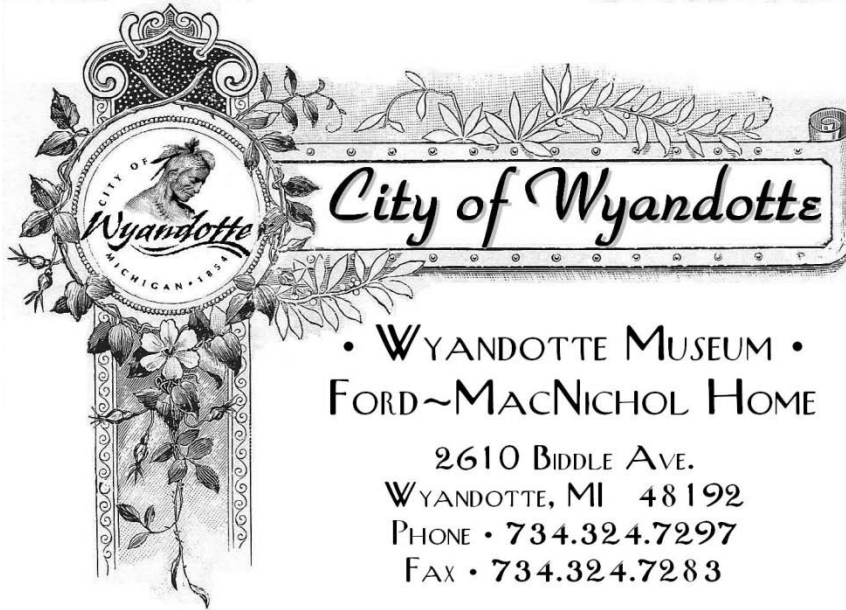 CITY OF
Wyandotte
MICHIGAN • 1854
City of Wyandotte
• WYANDOTTE MUSEUM •
FORD~MACNICHOL HOME
2610 BIDDLE AVE.
WYANDOTTE, MI 48192
PHONE • 734.324.7297
FAX • 734.324.7283